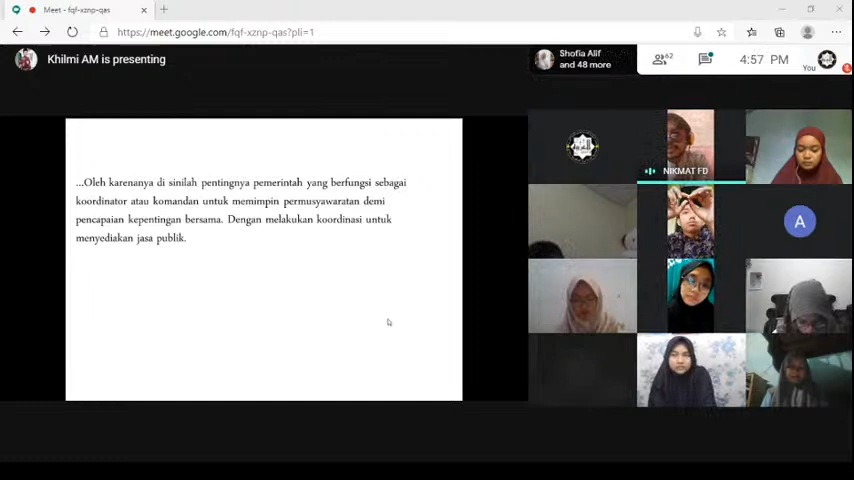 Meet - fqf-xznp-qas
https://meet.google.com/fqf-xznp-qas?pli=1
Khilmi AM is presenting
Shofia Alif
and 48 more
62
4:57 PM
You
...Oleh karenanya di sinilah pentingnya pemerintah yang berfungsi sebagai
koordinator atau komandan untuk memimpin permusyawaratan demi
pencapaian kepentingan bersama. Dengan melakukan koordinasi untuk
menyediakan jasa publik.
NIKMAT FD
A